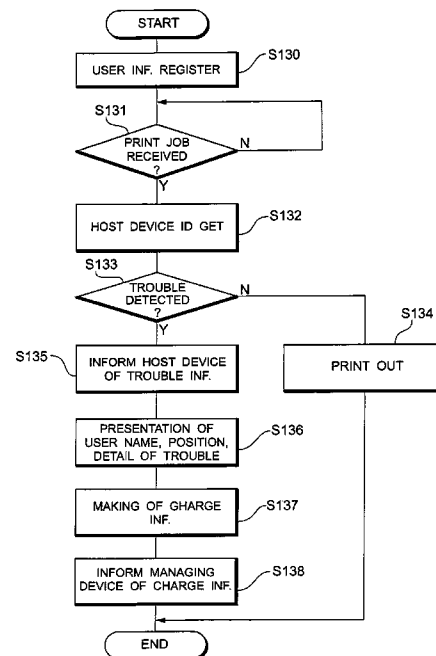 START
S130
USER INF. REGISTER
S131
PRINT JOB
RECEIVED
?
N
Y
S132
HOST DEVICE ID GET
S133
TROUBLE
DETECTED
?
N
Y
S134
PRINT OUT
S135
INFORM HOST DEVICE
OF TROUBLE INF.
PRESENTATION OF
USER NAME, POSITION,
DETAIL OF TROUBLE
S136
MAKING OF GHARGE
INF.
S137
INFORM MANAGING
DEVICE OF CHARGE INF.
S138
END